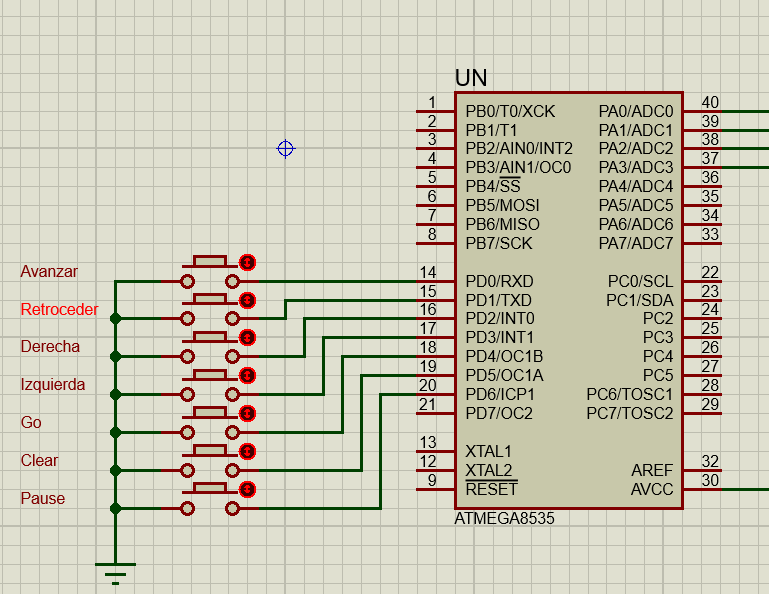 UN
1 PB0/T0/XCK PA0/ADC0 40
2 PB1/T1 PA1/ADC1 39
3 PB2/AIN0/INT2 PA2/ADC2 38
4 PB3/AIN1/OC0 PA3/ADC3 37
5 PB4/SS PA4/ADC4 36
6 PB5/MOSI PA5/ADC5 35
7 PB6/MISO PA6/ADC6 34
8 PB7/SCK PA7/ADC7 33
Avanzar 14 PD0/RXD PC0/SCL 22
15 PD1/TXD PC1/SDA 23
Retroceder 16 PD2/INT0 PC2 24
17 PD3/INT1 PC3 25
Derecha 18 PD4/OC1B PC4 26
19 PD5/OC1A PC5 27
Izquierda 20 PD6/ICP1 PC6/TOSC1 28
21 PD7/OC2 PC7/TOSC2 29
Go
13 XTAL1
Clear 12 XTAL2 AREF 32
9 RESET AVCC 30
Pause
ATMEGA8535